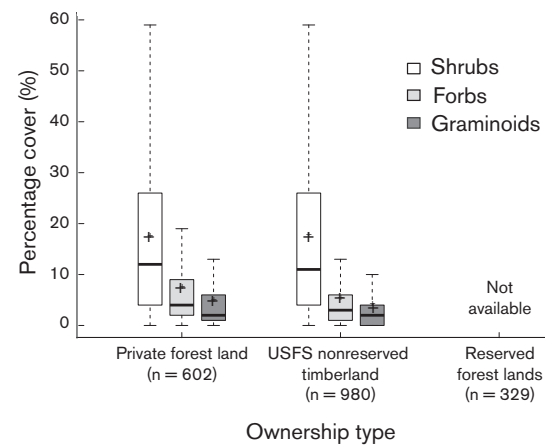 60
50
40
30
20
10
0
Percentage cover (%)
Shrubs
Forbs
Graminoids
Not
available
Private forest land
(n = 602)
USFS nonreserved
timberland
(n = 980)
Reserved
forest lands
(n = 329)
Ownership type